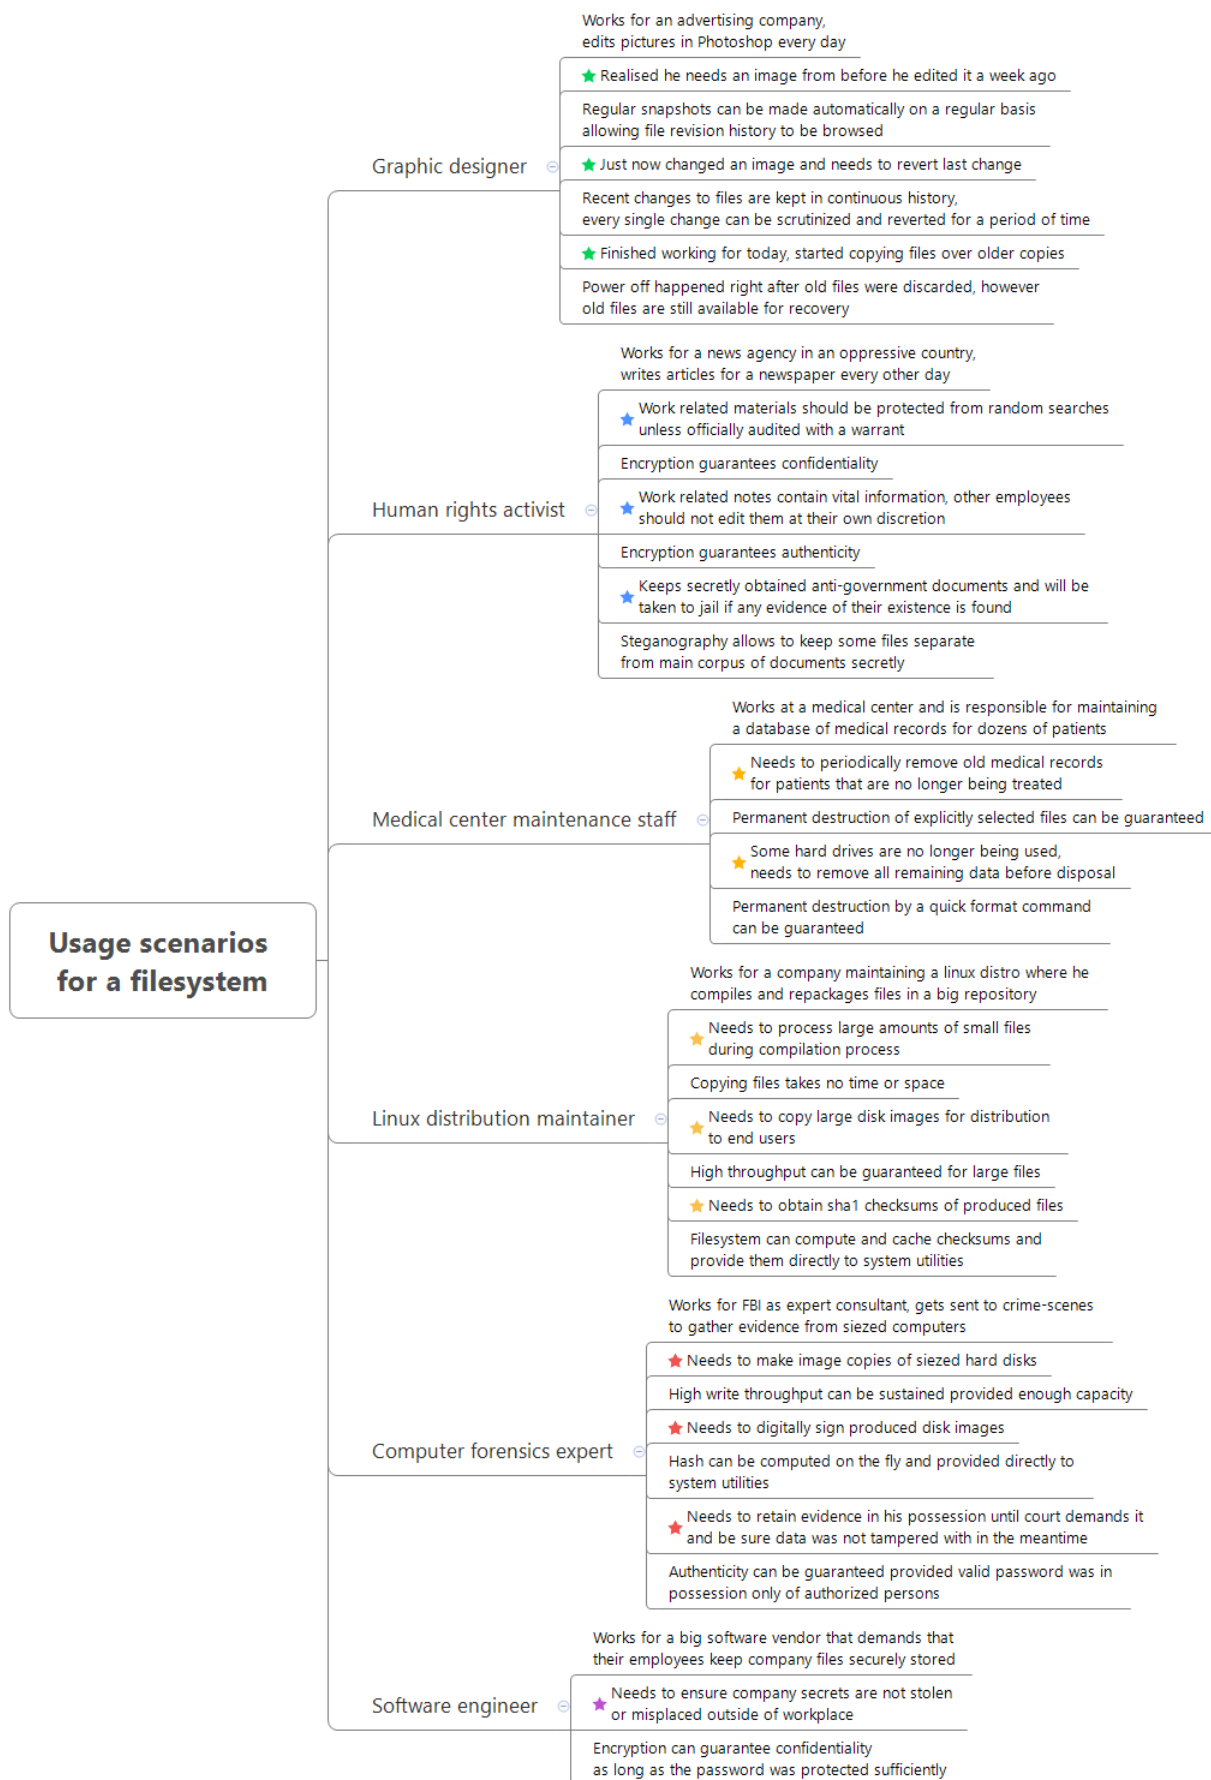 Works for an advertising company,
edits pictures in Photoshop every day
Realised he needs an image from before he edited it a week ago
Regular snapshots can be made automatically on a regular basis
allowing file revision history to be browsed
Graphic designer
Just now changed an image and needs to revert last change
Recent changes to files are kept in continuous history,
every single change can be scrutinized and reverted for a period of time
Finished working for today, started copying files over older copies
Power off happened right after old files were discarded, however
old files are still available for recovery
Works for a news agency in an oppressive country,
writes articles for a newspaper every other day
Work related materials should be protected from random searches
unless officially audited with a warrant
Encryption guarantees confidentiality
Human rights activist
Work related notes contain vital information, other employees
should not edit them at their own discretion
Encryption guarantees authenticity
Keeps secretly obtained anti-government documents and will be
taken to jail if any evidence of their existence is found
Steganography allows to keep some files separate
from main corpus of documents secretly
Works at a medical center and is responsible for maintaining
a database of medical records for dozens of patients
Needs to periodically remove old medical records
for patients that are no longer being treated
Medical center maintenance staff
Permanent destruction of explicitly selected files can be guaranteed
Some hard drives are no longer being used,
needs to remove all remaining data before disposal
Permanent destruction by a quick format command
can be guaranteed
Usage scenarios
for a filesystem
Works for a company maintaining a linux distro where he
compiles and repackages files in a big repository
Needs to process large amounts of small files
during compilation process
Copying files takes no time or space
Linux distribution maintainer
Needs to copy large disk images for distribution
to end users
High throughput can be guaranteed for large files
Needs to obtain sha1 checksums of produced files
Filesystem can compute and cache checksums and
provide them directly to system utilities
Works for FBI as expert consultant, gets sent to crime-scenes
to gather evidence from siezed computers
Needs to make image copies of siezed hard disks
High write throughput can be sustained provided enough capacity
Needs to digitally sign produced disk images
Computer forensics expert
Hash can be computed on the fly and provided directly to
system utilities
Needs to retain evidence in his possession until court demands it
and be sure data was not tampered with in the meantime
Authenticity can be guaranteed provided valid password was in
possession only of authorized persons
Works for a big software vendor that demands that
their employees keep company files securely stored
Software engineer
Needs to ensure company secrets are not stolen
or misplaced outside of workplace
Encryption can guarantee confidentiality
as long as the password was protected sufficiently